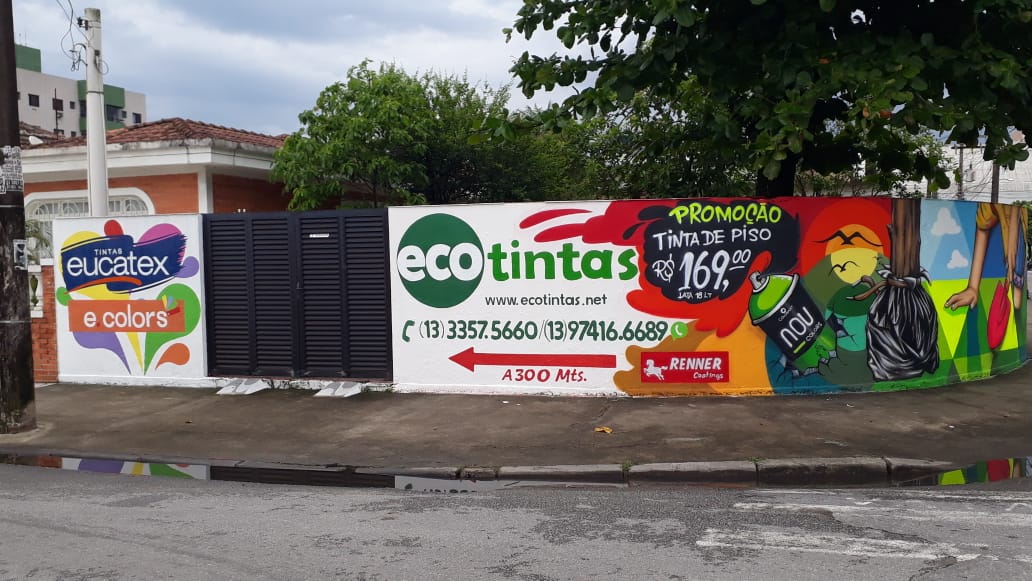 TINTAS
eucatex
e colors
eco tintas
www.ecotintas.net
(13) 3357.5660/(13)97416.6689
A 300 Mts.
PROMOÇÃO
TINTA DE PISO
R$ 169,00
LATA 18 LT
RENNER
Coatings
NOU
COLORS